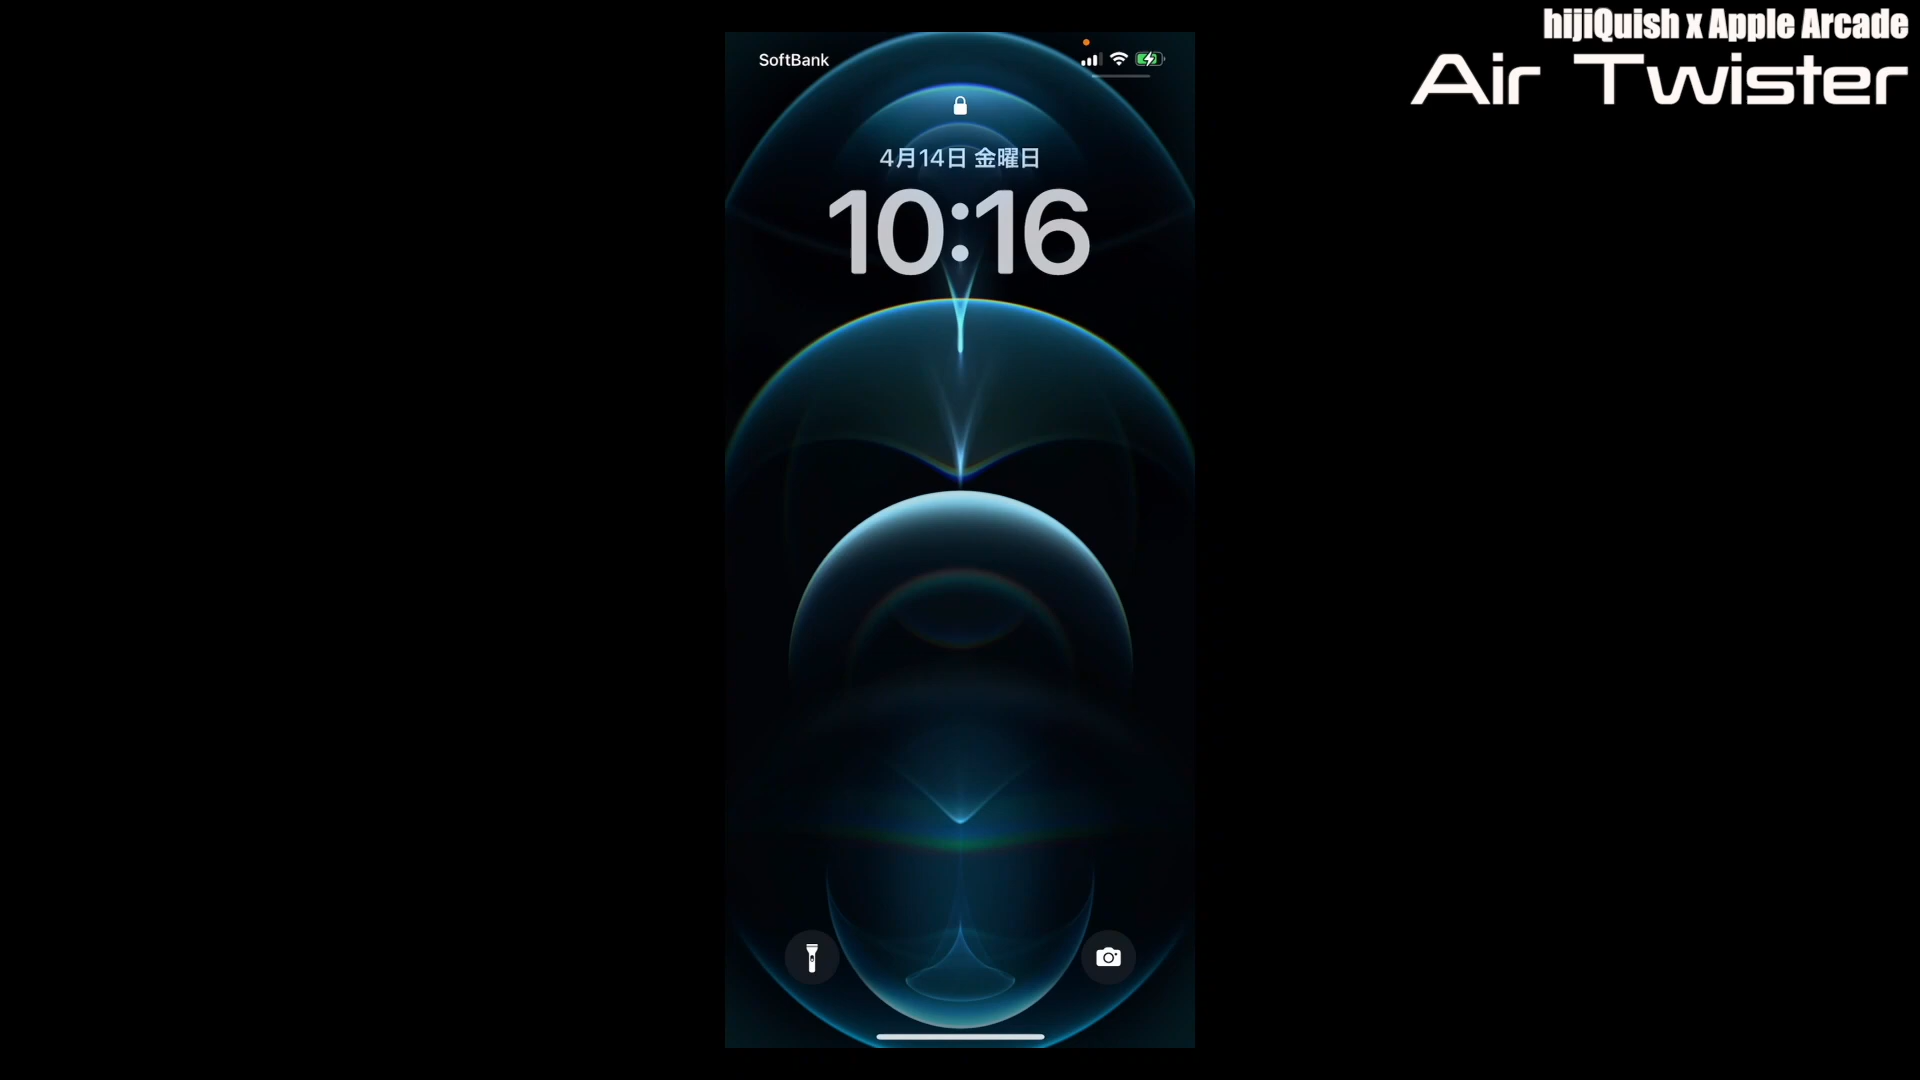 hijiQuish x Apple Arcade
Air Twister
SoftBank
4月14日 金曜日
10:16